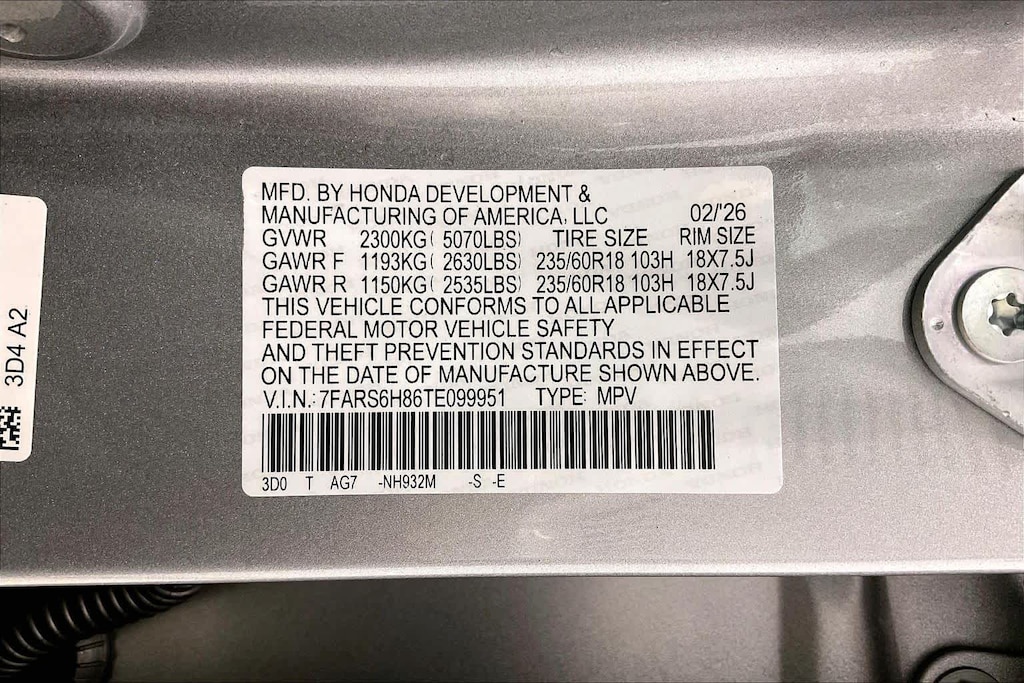 MFD. BY HONDA DEVELOPMENT &
MANUFACTURING OF AMERICA, LLC 02/'26
GVWR 2300KG( 5070LBS) TIRE SIZE RIM SIZE
GAWR F 1193KG( 2630LBS) 235/60R18 103H 18X7.5J
GAWR R 1150KG( 2535LBS) 235/60R18 103H 18X7.5J
THIS VEHICLE CONFORMS TO ALL APPLICABLE
FEDERAL MOTOR VEHICLE SAFETY
AND THEFT PREVENTION STANDARDS IN EFFECT
ON THE DATE OF MANUFACTURE SHOWN ABOVE.
V.I.N.:7FARS6H86TE099951 TYPE: MPV
3D0 T AG7 -NH932M -S -E
3D4 A2